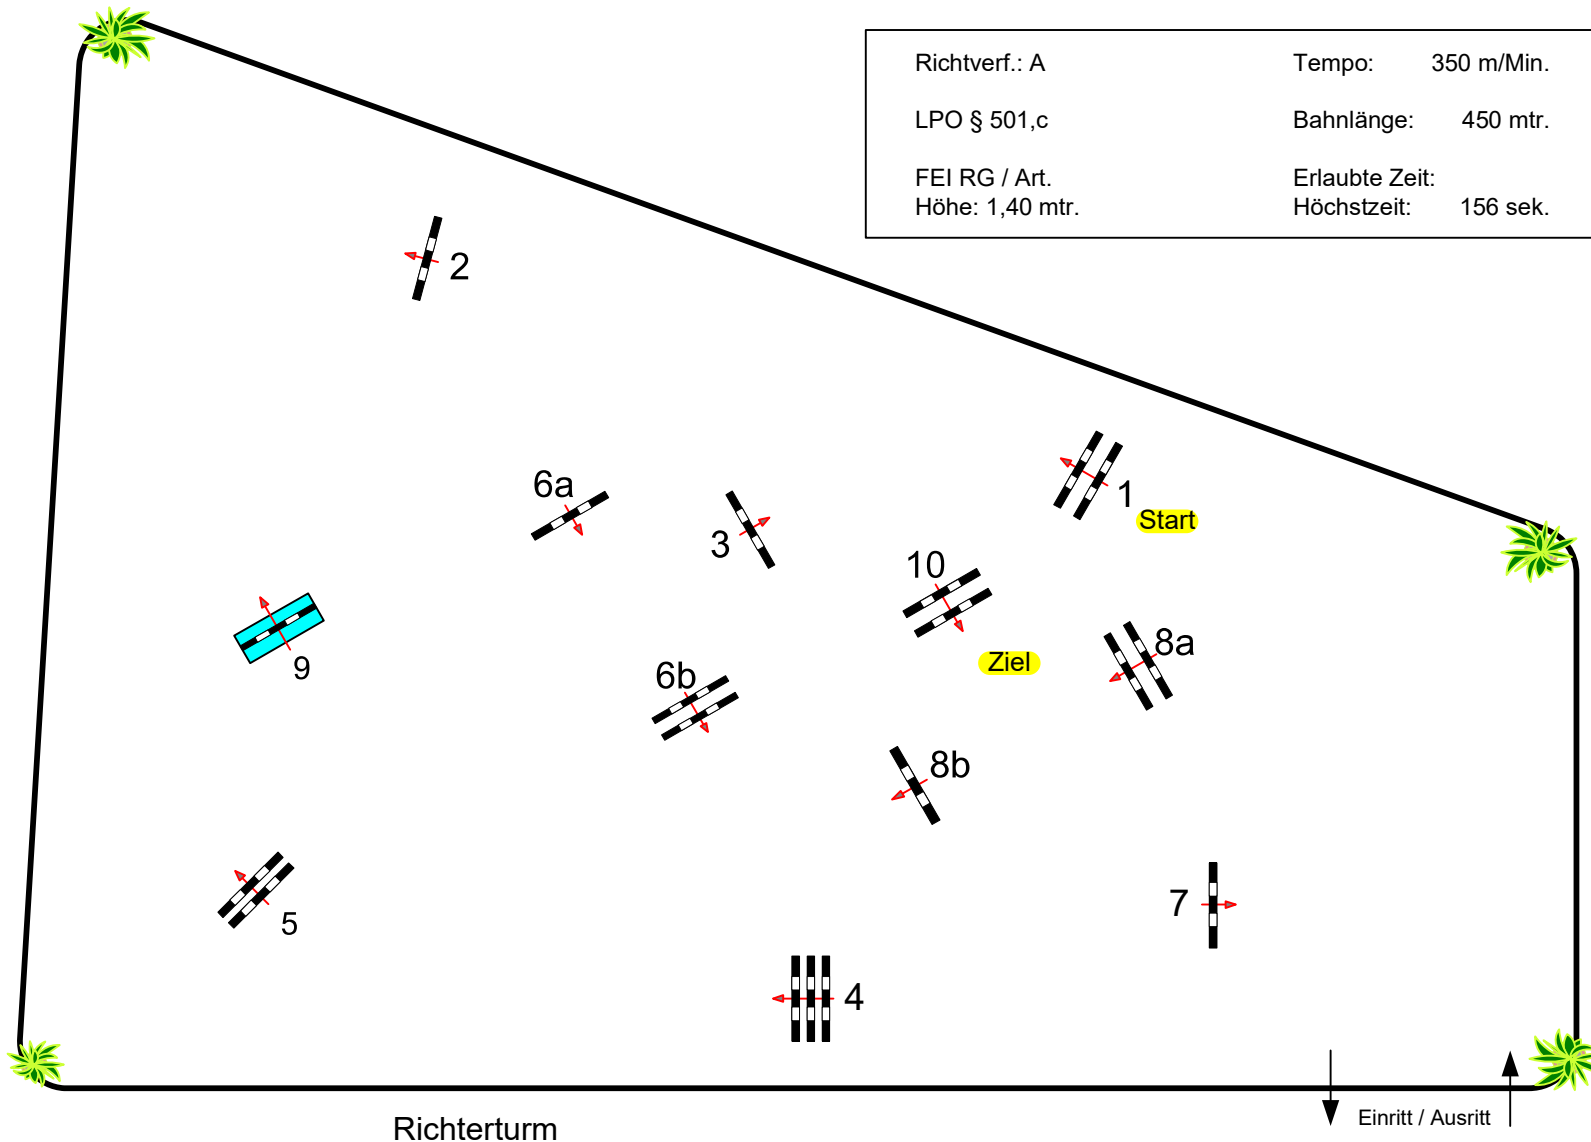 Richtverf.: A Tempo: 350 m/Min.
LPO § 501,c Bahnlänge: 450 mtr.
FEI RG / Art. Erlaubte Zeit:
Höhe: 1,40 mtr. Höchstzeit: 156 sek.
2
6a
1
Start
3
10
8a
Ziel
9
6b
8b
7
5
4
Einritt / Ausritt
Richterturm